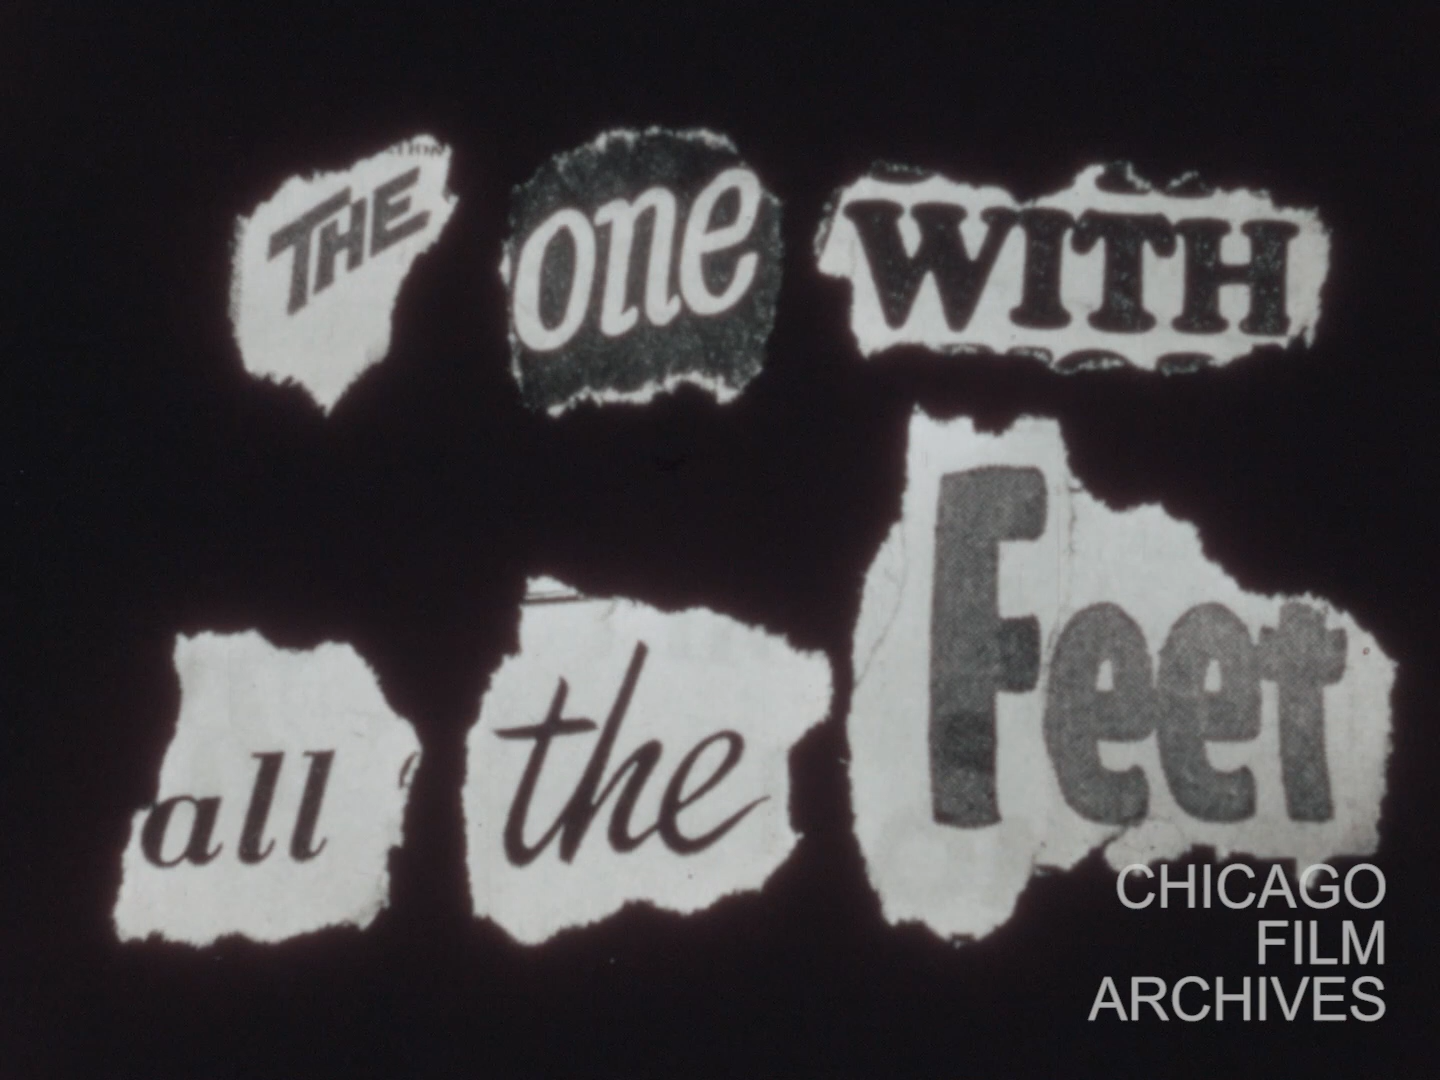 THE one WITH
all the Feet
CHICAGO
FILM
ARCHIVES